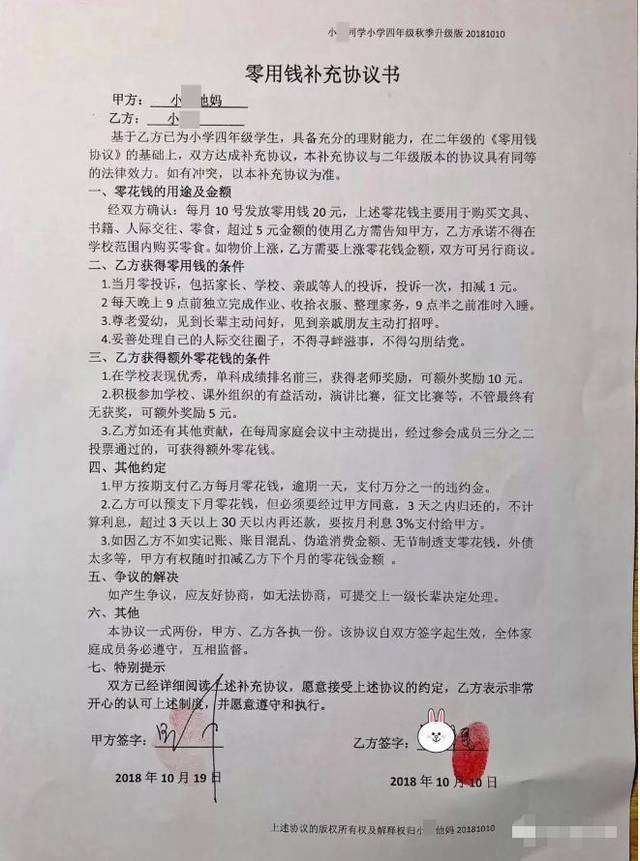 小 河学小学四年级秋季升级版 20181010
零用钱补充协议书
甲方：小 他妈
乙方：小
基于乙方已为小学四年级学生，具备充分的理财能力，在二年级的《零用钱
协议》的基础上，双方达成补充协议，本补充协议与二年级版本的协议具有同等
的法律效力。如有冲突，以本补充协议为准。
一、零花钱的用途及金额
经双方确认：每月 10 号发放零用钱 20 元，上述零花钱主要用于购买文具、
书籍、人际交往、零食，超过 5 元金额的使用乙方需告知甲方，乙方承诺不得在
学校范围内购买零食。如物价上涨，乙方需要上涨零花钱金额，双方可另行商议。
二、乙方获得零用钱的条件
1.当月零投诉，包括家长、学校、亲戚等人的投诉，投诉一次，扣减 1 元。
2 每天晚上 9 点前独立完成作业、收拾衣服、整理家务，9 点半之前准时入睡。
3.尊老爱幼，见到长辈主动问好，见到亲戚朋友主动打招呼。
4.妥善处理自己的人际交往圈子，不得寻衅滋事，不得勾朋结党。
三、乙方获得额外零花钱的条件
1.在学校表现优秀，单科成绩排名前三，获得老师奖励，可额外奖励 10 元。
2.积极参加学校、课外组织的有益活动，演讲比赛，征文比赛等，不管最终有
无获奖，可额外奖励 5 元。
3.乙方如还有其他贡献，在每周家庭会议中主动提出，经过参会成员三分之二
投票通过的，可获得额外零花钱。
四、其他约定
1.甲方按期支付乙方每月零花钱，逾期一天，支付万分之一的违约金。
2.乙方可以预支下月零花钱，但必须要经过甲方同意，3 天之内归还的，不计
算利息，超过 3 天以上 30 天以内再还款，要按月利息 3%支付给甲方。
3.如因乙方不如实记账、账目混乱、伪造消费金额、无节制透支零花钱，外债
太多等，甲方有权随时扣减乙方下个月的零花钱金额 。
五、争议的解决
如产生争议，应友好协商，如无法协商，可提交上一级长辈决定处理。
六、其他
本协议一式两份，甲方、乙方各执一份。该协议自双方签字起生效，全体家
庭成员务必遵守，互相监督。
七、特别提示
双方已经详细阅读上述补充协议，愿意接受上述协议的约定，乙方表示非常
开心的认可上述制度，并愿意遵守和执行。
甲方签字： 乙方签字：
2018 年 10 月 19 日 2018 年 10 月 10 日
上述协议的版权所有权及解释权归小 他妈 20181010